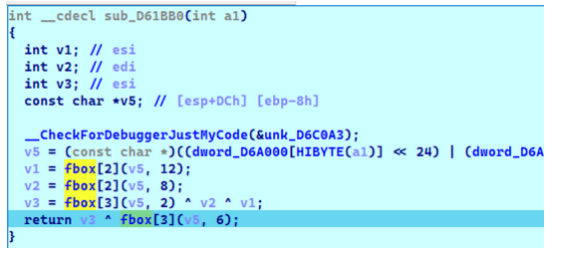 int __cdecl sub_D61BB0(int a1)
{
int v1; // esi
int v2; // edi
int v3; // esi
const char *v5; // [esp+DCh] [ebp-8h]
__CheckForDebuggerJustMyCode(&unk_D6C0A3);
v5 = (const char *)((dword_D6A000[HIBYTE(a1)] << 24) | (dword_D6A
v1 = fbox[2](v5, 12);
v2 = fbox[2](v5, 8);
v3 = fbox[3](v5, 2) ^ v2 ^ v1;
return v3 ^ fbox[3](v5, 6);
}